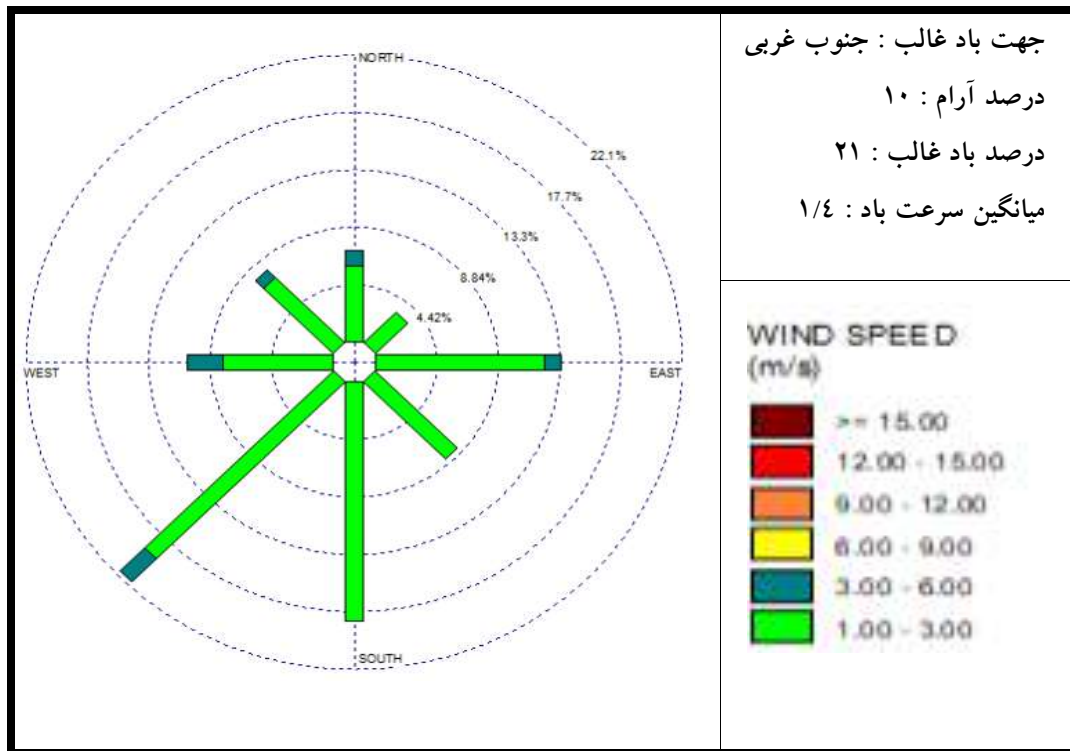 جهت باد غالب : جنوب غربی
درصد آرام : ۱۰
درصد باد غالب : ۲۱
میانگین سرعت باد : ۱/٤
NORTH
22.1%
17.7%
13.3%
8.84%
4.42%
WEST
EAST
SOUTH
WIND SPEED
(m/s)
>= 15.00
12.00 - 15.00
9.00 - 12.00
6.00 - 9.00
3.00 - 6.00
1.00 - 3.00